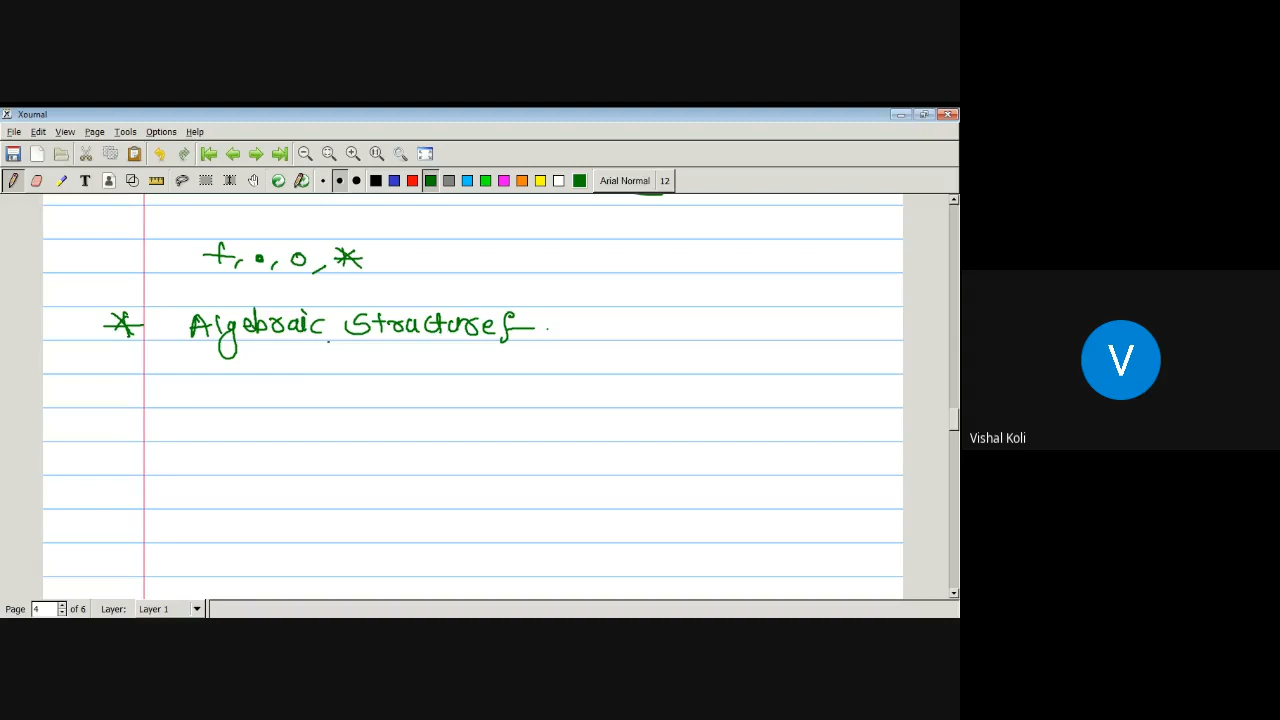 Xournal
File Edit View Page Tools Options Help
Arial Normal 12
+, •, o, *
* Algebraic Structures
V
Vishal Koli
Page 4 of 6 Layer: Layer 1